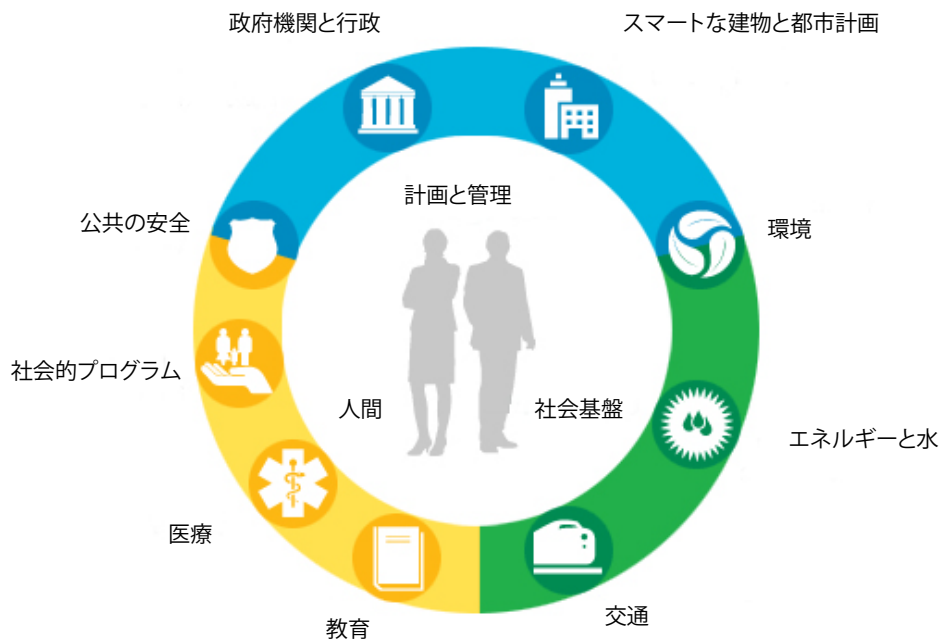 政府機関と行政
スマートな建物と都市計画
計画と管理
公共の安全
環境
社会的プログラム
人間
社会基盤
エネルギーと水
医療
交通
教育